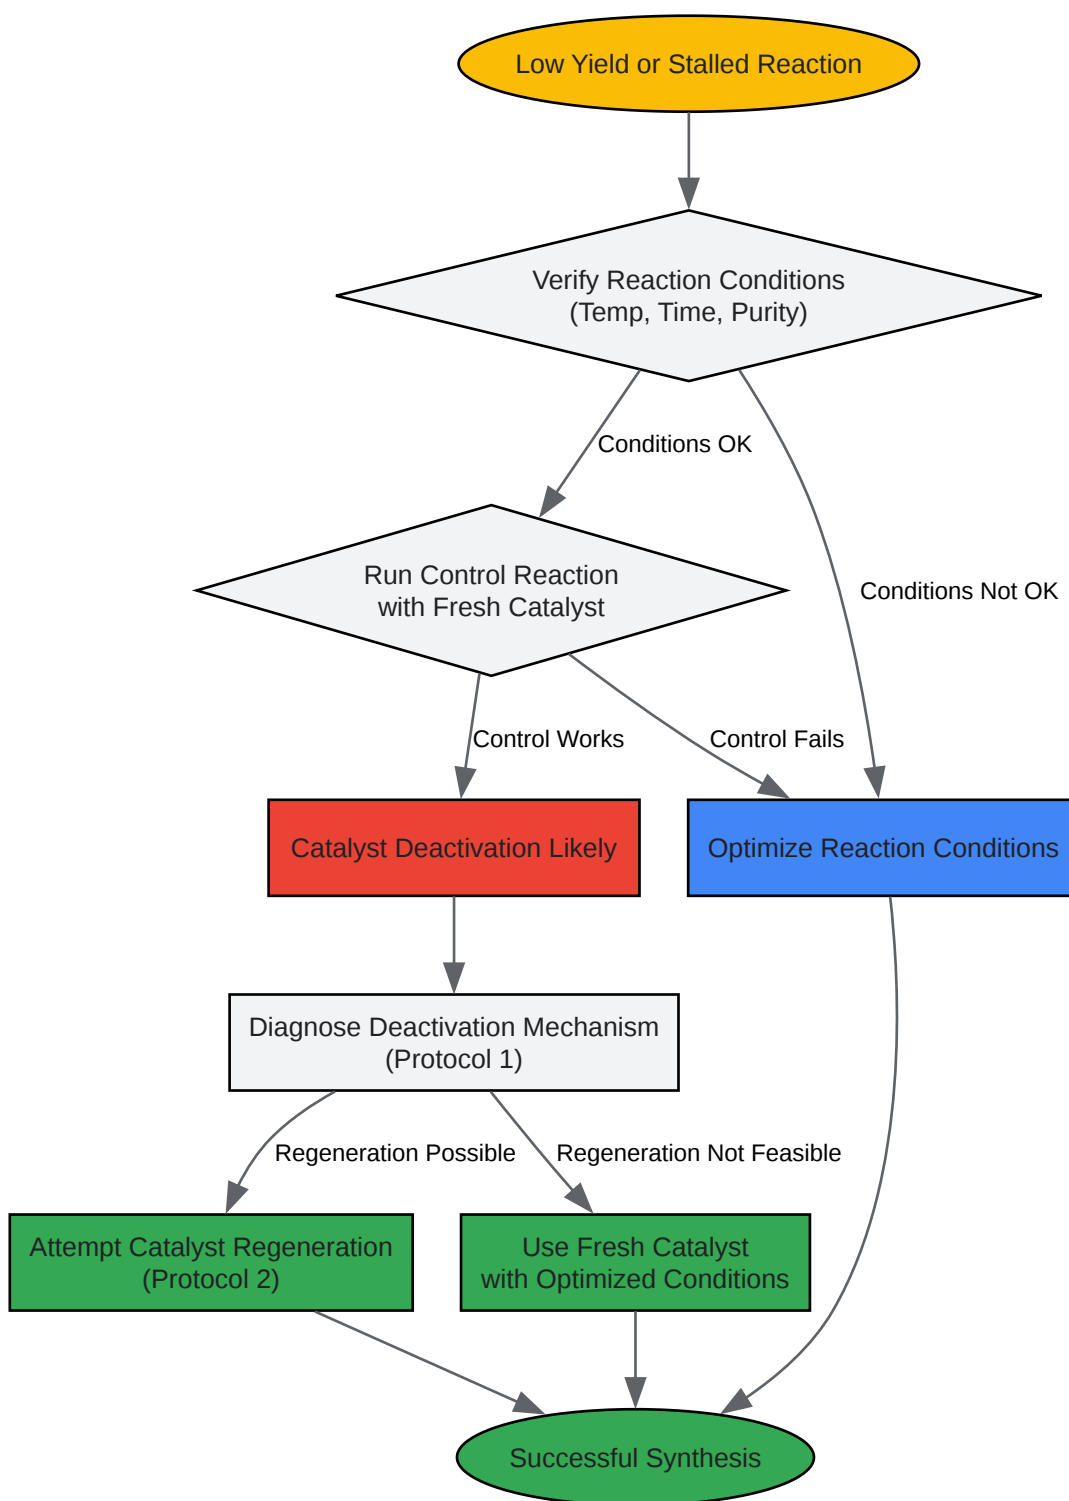 Low Yield or Stalled Reaction
Verify Reaction Conditions
(Temp, Time, Purity)
Conditions OK
Run Control Reaction
with Fresh Catalyst
Conditions Not OK
Control Works
Control Fails
Catalyst Deactivation Likely
Optimize Reaction Conditions
Diagnose Deactivation Mechanism
(Protocol 1)
Regeneration Possible
Regeneration Not Feasible
Attempt Catalyst Regeneration
(Protocol 2)
Use Fresh Catalyst
with Optimized Conditions
Successful Synthesis